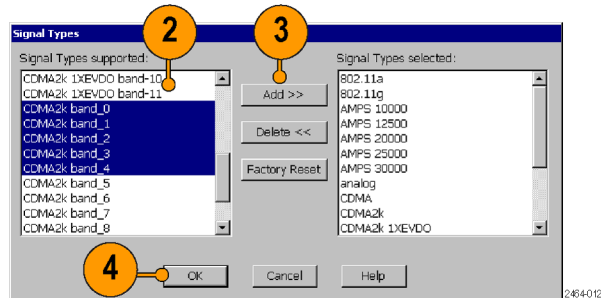 2
3
Signal Types
Signal Types supported:
CDMA2k 1XEVDO band-10
CDMA2k 1XEVDO band-11
CDMA2k band_0
CDMA2k band_1
CDMA2k band_2
CDMA2k band_3
CDMA2k band_4
CDMA2k band_5
CDMA2k band_6
CDMA2k band_7
CDMA2k band_8
Add >>
Delete <<
Factory Reset
Signal Types selected:
802.11a
802.11g
AMPS 10000
AMPS 12500
AMPS 20000
AMPS 25000
AMPS 30000
analog
CDMA
CDMA2k
CDMA2k 1XEVDO
4
OK
Cancel
Help
2464-012